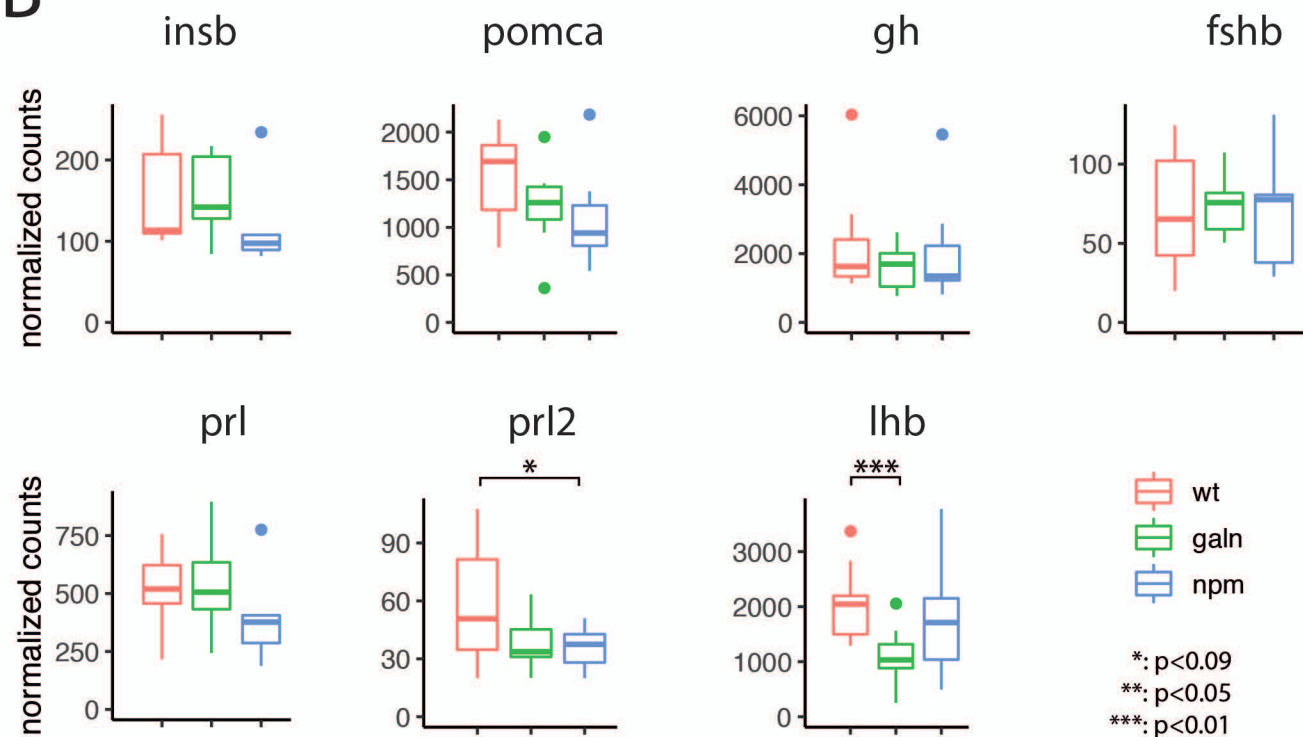 B
insb pomca gh fshb
normalized counts
200
100
0
2000
1500
1000
500
0
6000
4000
2000
0
100
50
0
prl prl2 lhb
* ***
normalized counts
750
500
250
0
90
60
30
0
3000
2000
1000
0
wt
galn
npm
*: p<0.09
**: p<0.05
***: p<0.01